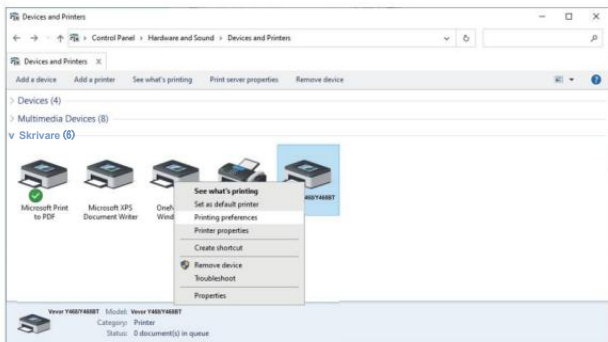 Devices and Printers
Control Panel > Hardware and Sound > Devices and Printers
Devices and Printers X
Add a device Add a printer See what's printing Print server properties Remove device
> Devices (4)
> Multimedia Devices (8)
v Skrivare (6)
See what's printing
Set as default printer
Printing preferences
Printer properties
Create shortcut
Remove device
Troubleshoot
Properties
Microsoft Print
to PDF
Microsoft XPS
Document Writer
Vevor Y468/Y468BT Model: Vevor Y468/Y468BT
Category: Printer
Status: 0 document(s) in queue